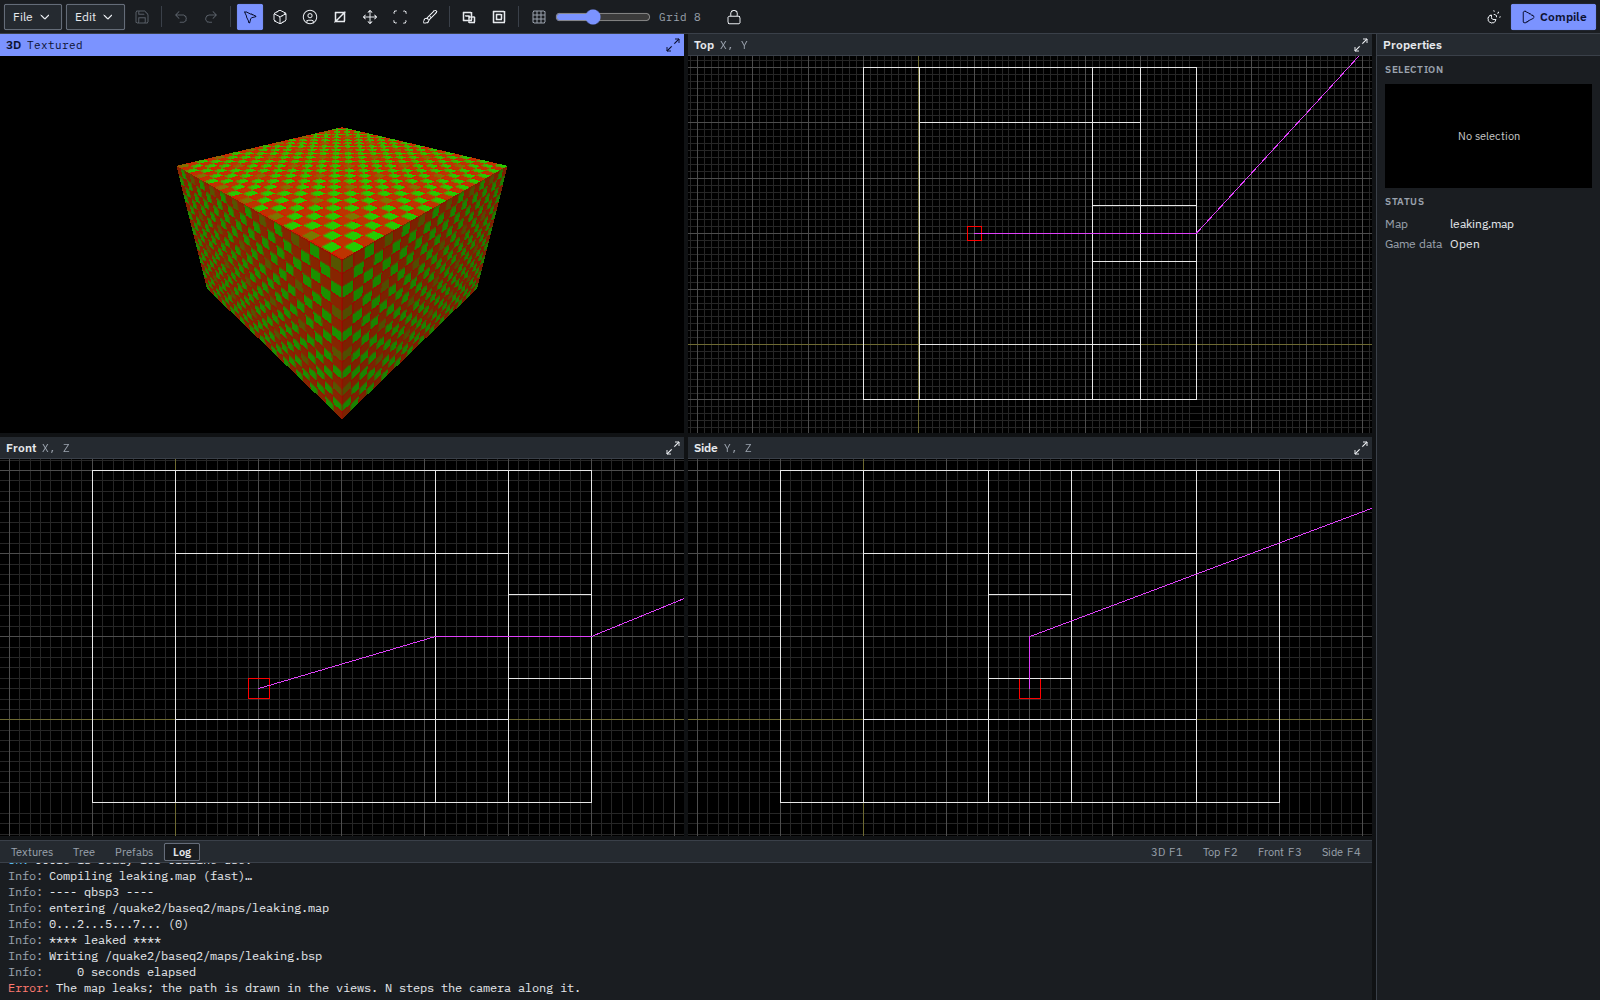 File Edit Grid 8 Compile
3D Textured
Top X, Y
Properties
SELECTION
No selection
STATUS
Map leaking.map
Game data Open
Front X, Z
Side Y, Z
Textures Tree Prefabs Log 3D F1 Top F2 Front F3 Side F4
Info: Compiling leaking.map (fast)…
Info: ---- qbsp3 ----
Info: entering /quake2/baseq2/maps/leaking.map
Info: 0...2...5...7... (0)
Info: **** leaked ****
Info: Writing /quake2/baseq2/maps/leaking.bsp
Info: 0 seconds elapsed
Error: The map leaks; the path is drawn in the views. N steps the camera along it.